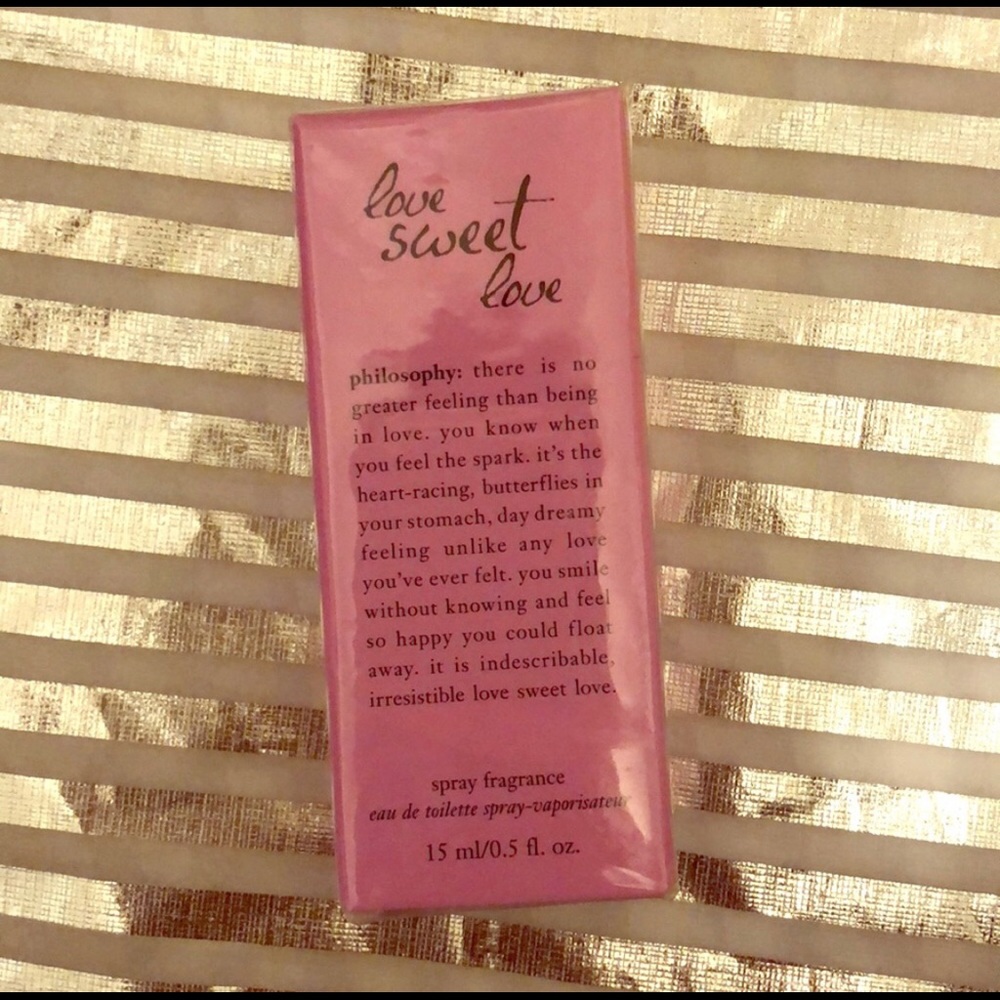 love
sweet
love
philosophy: there is no
greater feeling than being
in love. you know when
you feel the spark. it's the
heart-racing, butterflies in
your stomach, day dreamy
feeling unlike any love
you've ever felt. you smile
without knowing and feel
so happy you could float
away. it is indescribable,
irresistible love sweet love.
spray fragrance
eau de toilette spray-vaporisateur
15 ml/0.5 fl. oz.